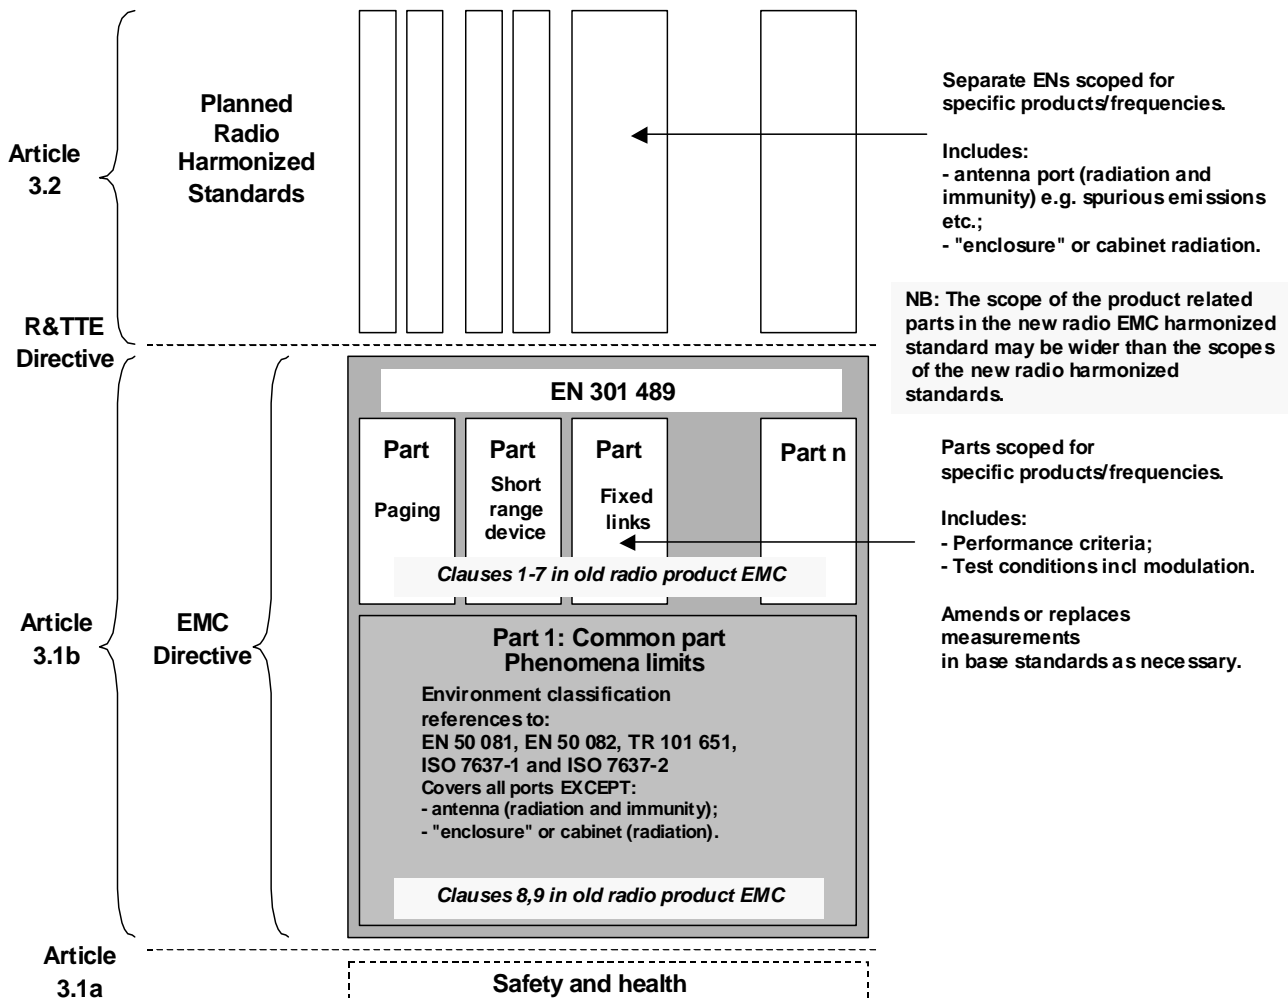 Article
3.2
Planned
Radio
Harmonized
Standards
Separate ENs scoped for
specific products/frequencies.
Includes:
- antenna port (radiation and
immunity) e.g. spurious emissions
etc.;
- "enclosure" or cabinet radiation.
R&TTE
Directive
NB: The scope of the product related
parts in the new radio EMC harmonized
standard may be wider than the scopes
of the new radio harmonized
standards.
EN 301 489
Part
Paging
Part
Short
range
device
Part
Fixed
links
Part n
Clauses 1-7 in old radio product EMC
Parts scoped for
specific products/frequencies.
Includes:
- Performance criteria;
- Test conditions incl modulation.
Amends or replaces
measurements
in base standards as necessary.
Article
3.1b
EMC
Directive
Part 1: Common part
Phenomena limits
Environment classification
references to:
EN 50 081, EN 50 082, TR 101 651,
ISO 7637-1 and ISO 7637-2
Covers all ports EXCEPT:
- antenna (radiation and immunity);
- "enclosure" or cabinet (radiation).
Clauses 8,9 in old radio product EMC
Article
3.1a
Safety and health